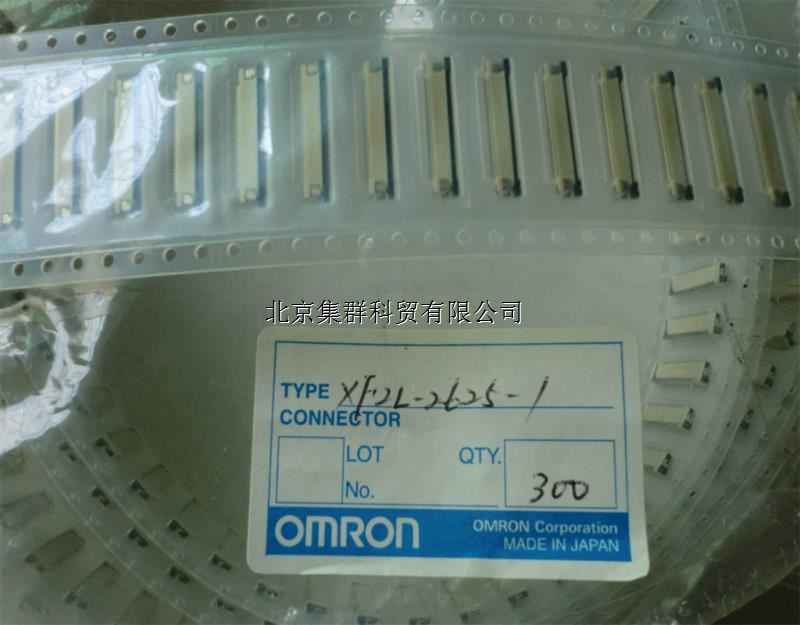 北京集群科贸有限公司
TYPE XF2L-2625-1
CONNECTOR
LOT
No.
QTY.
300
OMRON
OMRON Corporation
MADE IN JAPAN